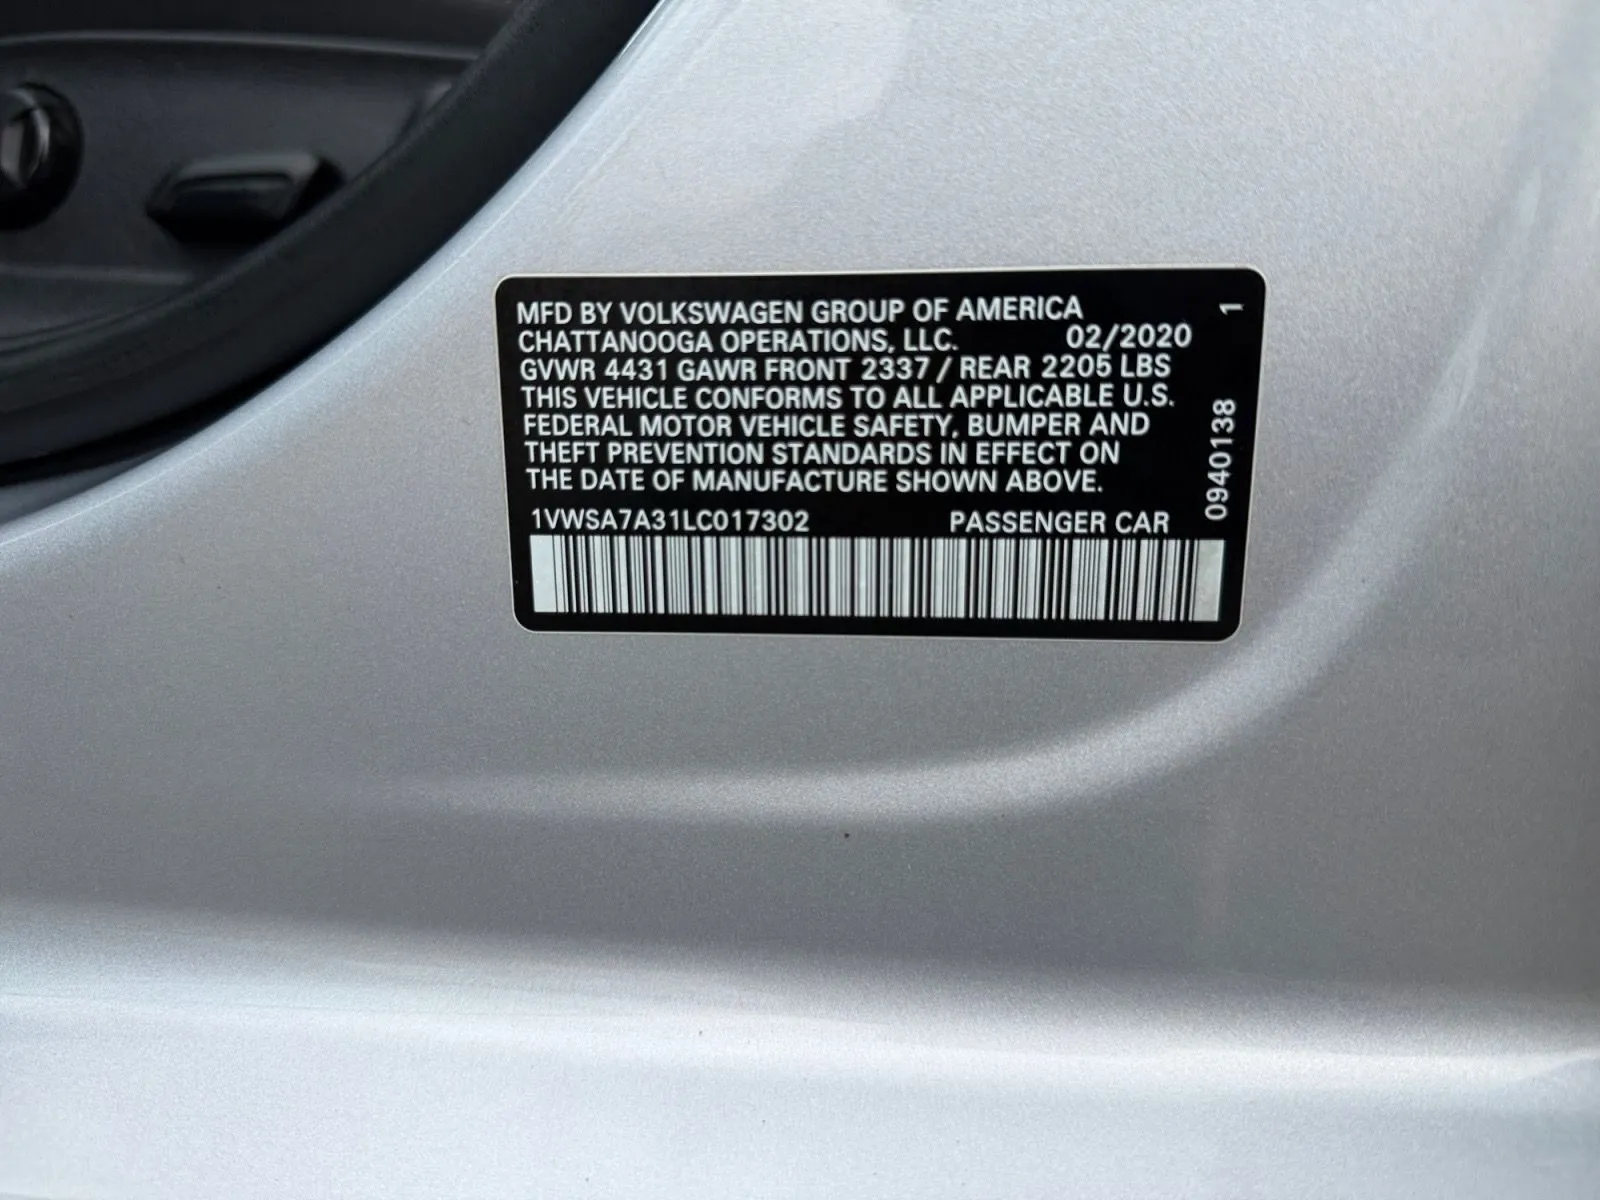 MFD BY VOLKSWAGEN GROUP OF AMERICA
CHATTANOOGA OPERATIONS, LLC. 02/2020
GVWR 4431 GAWR FRONT 2337 / REAR 2205 LBS
THIS VEHICLE CONFORMS TO ALL APPLICABLE U.S.
FEDERAL MOTOR VEHICLE SAFETY, BUMPER AND
THEFT PREVENTION STANDARDS IN EFFECT ON
THE DATE OF MANUFACTURE SHOWN ABOVE.
1VWSA7A31LC017302 PASSENGER CAR
0940138 1